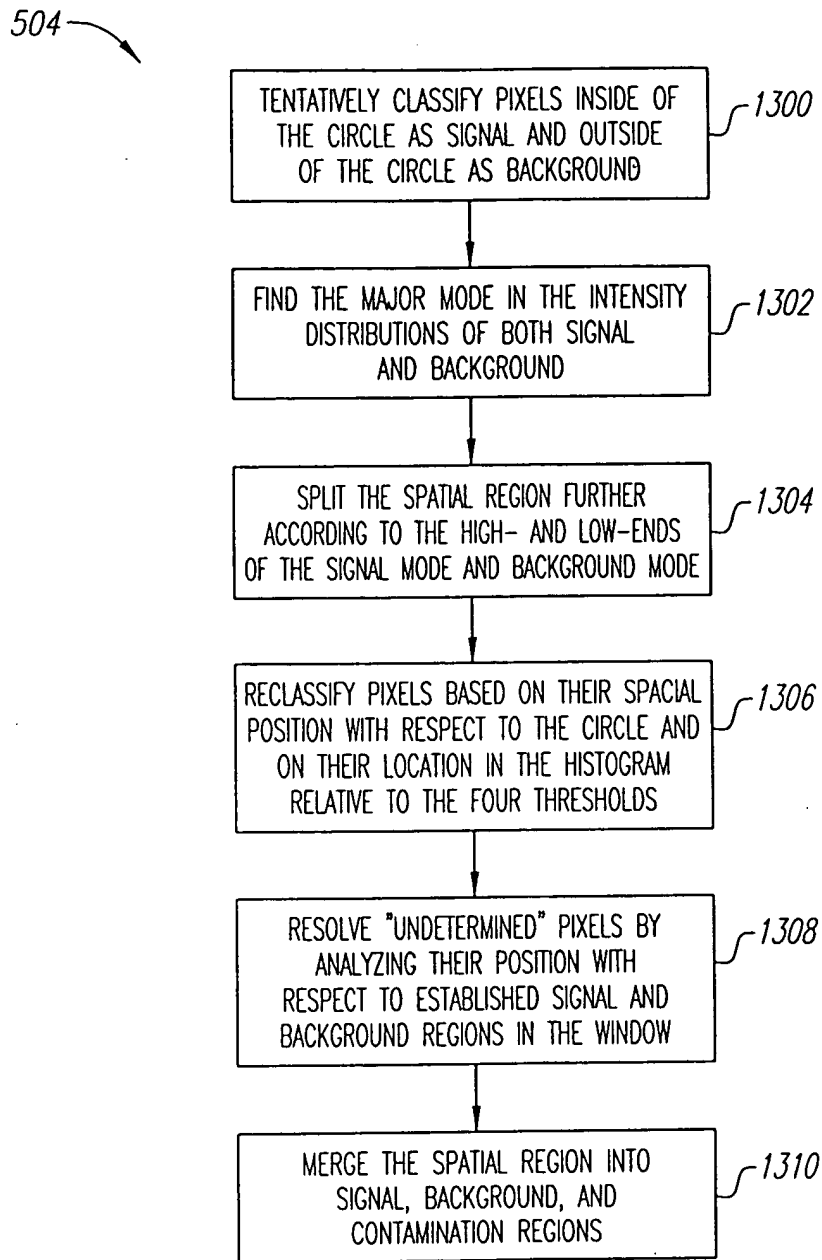 504
TENTATIVELY CLASSIFY PIXELS INSIDE OF
THE CIRCLE AS SIGNAL AND OUTSIDE
OF THE CIRCLE AS BACKGROUND
1300
FIND THE MAJOR MODE IN THE INTENSITY
DISTRIBUTIONS OF BOTH SIGNAL
AND BACKGROUND
1302
SPLIT THE SPATIAL REGION FURTHER
ACCORDING TO THE HIGH- AND LOW-ENDS
OF THE SIGNAL MODE AND BACKGROUND MODE
1304
RECLASSIFY PIXELS BASED ON THEIR SPACIAL
POSITION WITH RESPECT TO THE CIRCLE AND
ON THEIR LOCATION IN THE HISTOGRAM
RELATIVE TO THE FOUR THRESHOLDS
1306
RESOLVE "UNDETERMINED" PIXELS BY
ANALYZING THEIR POSITION WITH
RESPECT TO ESTABLISHED SIGNAL AND
BACKGROUND REGIONS IN THE WINDOW
1308
MERGE THE SPATIAL REGION INTO
SIGNAL, BACKGROUND, AND
CONTAMINATION REGIONS
1310